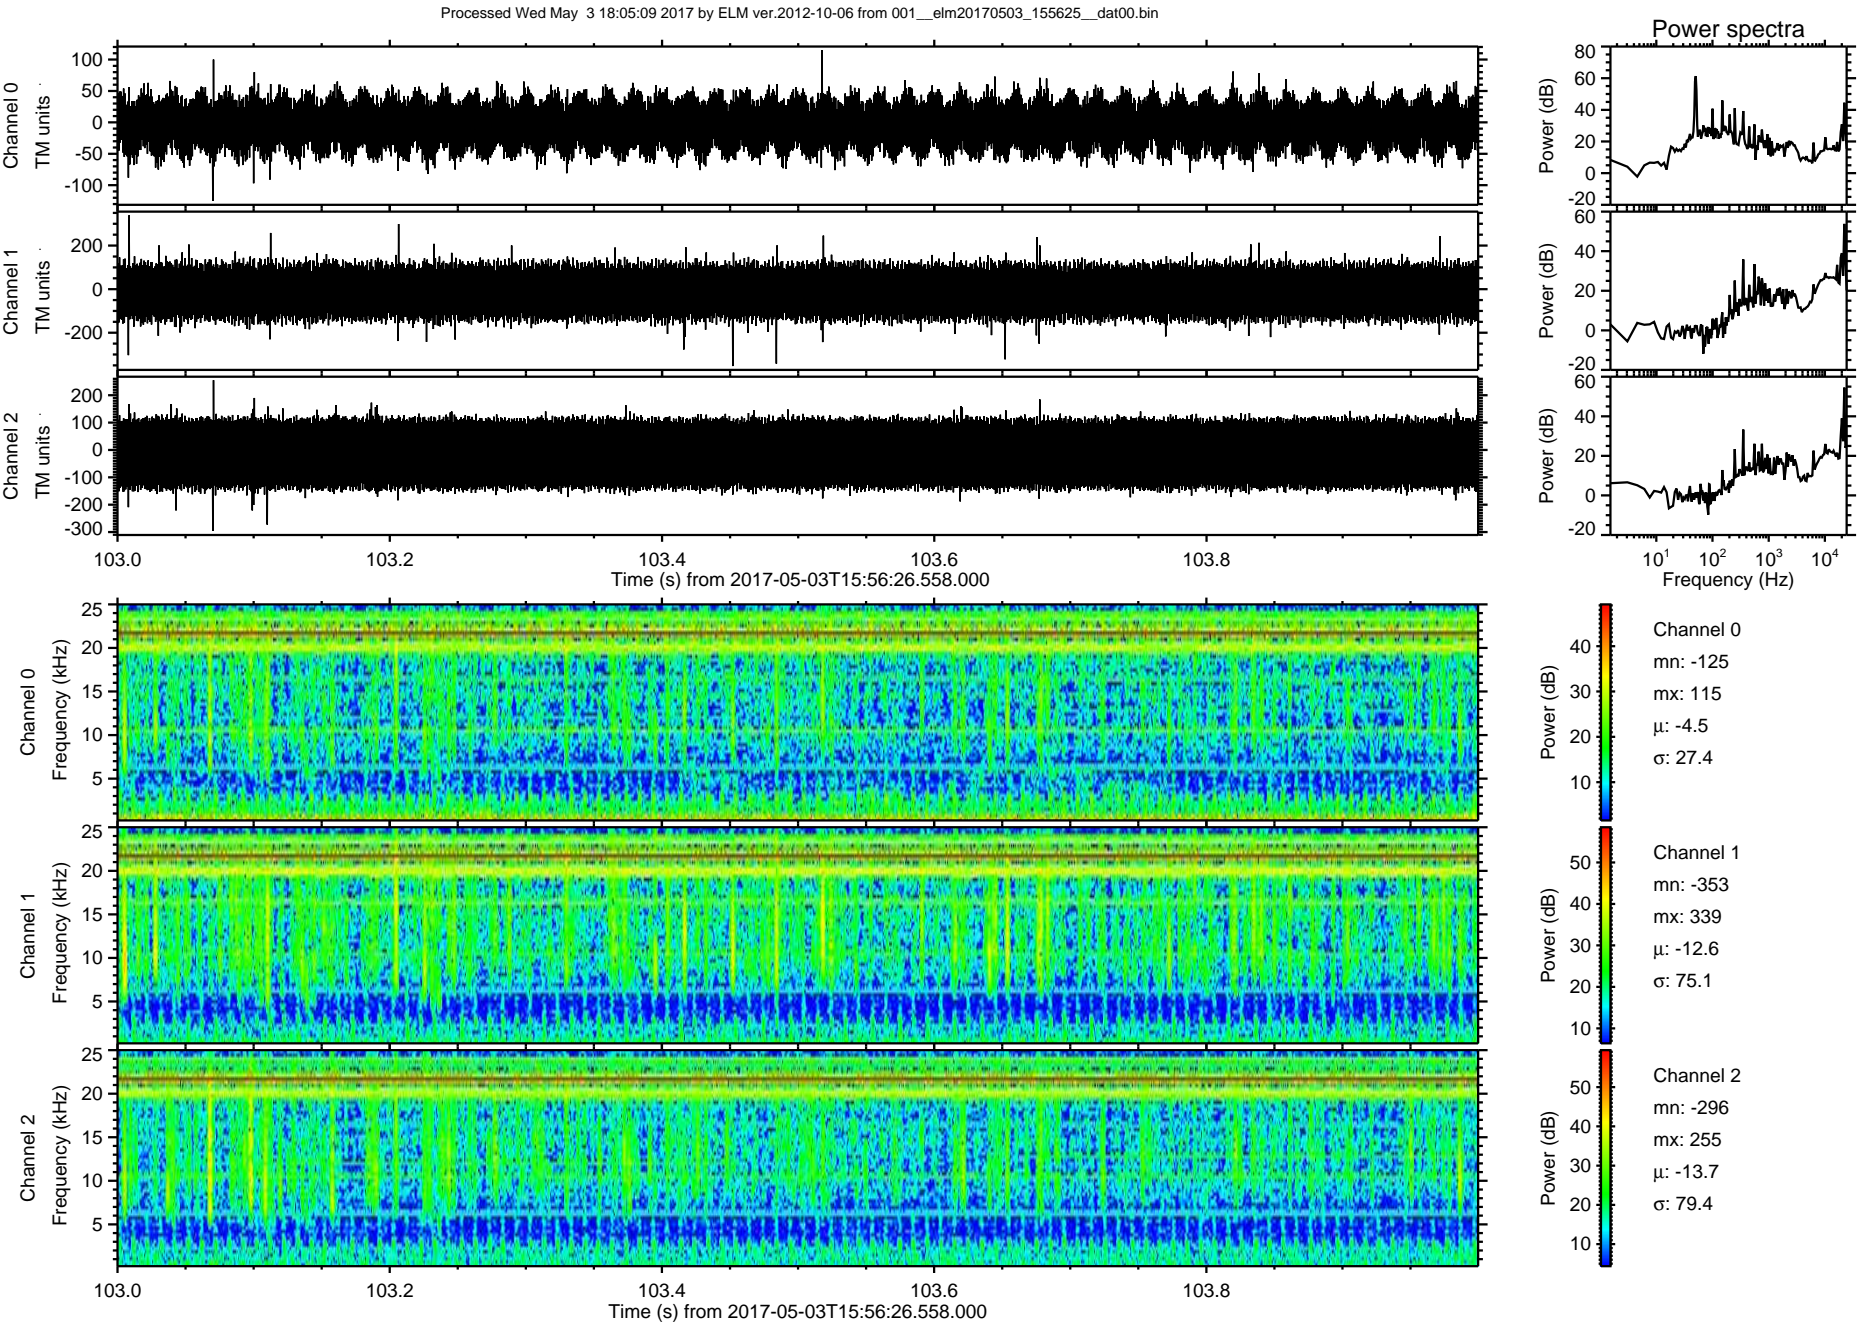 Processed Wed May  3 18:05:09 2017 by ELM ver.2012-10-06 from 001__elm20170503_155625__dat00.bin
Power spectra
Channel 0
TM units
100
50
0
-50
-100
Power (dB)
80
60
40
20
0
-20
Channel 1
TM units
200
0
-200
Power (dB)
60
40
20
0
-20
Channel 2
TM units
200
100
0
-100
-200
-300
Power (dB)
60
40
20
0
-20
103.0 103.2 103.4 103.6 103.8
Time (s) from 2017-05-03T15:56:26.558.000
10^1 10^2 10^3 10^4
Frequency (Hz)
Channel 0
Frequency (kHz)
25
20
15
10
5
Power (dB)
40
30
20
10
Channel 0
mn: -125
mx: 115
μ: -4.5
σ: 27.4
Channel 1
Frequency (kHz)
25
20
15
10
5
Power (dB)
50
40
30
20
10
Channel 1
mn: -353
mx: 339
μ: -12.6
σ: 75.1
Channel 2
Frequency (kHz)
25
20
15
10
5
Power (dB)
50
40
30
20
10
Channel 2
mn: -296
mx: 255
μ: -13.7
σ: 79.4
103.0 103.2 103.4 103.6 103.8
Time (s) from 2017-05-03T15:56:26.558.000